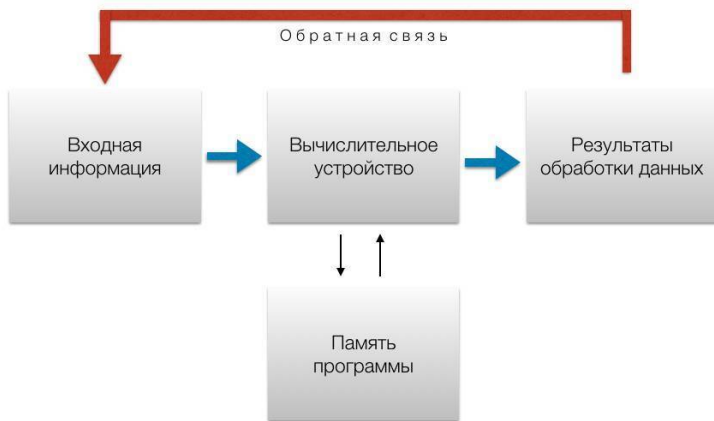 Обратная связь
Входная
информация
Вычислительное
устройство
Результаты
обработки данных
Память
программы